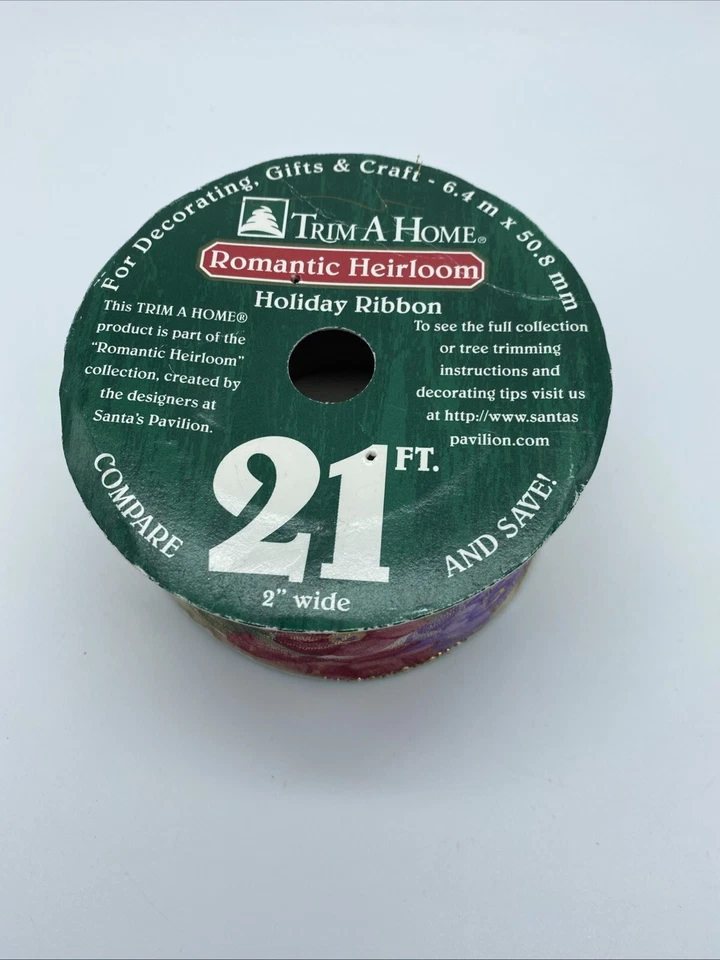 For Decorating, Gifts & Craft - 6.4 m x 50.8 mm
TRIM A HOME®
Romantic Heirloom
Holiday Ribbon
This TRIM A HOME®
product is part of the
“Romantic Heirloom”
collection, created by
the designers at
Santa's Pavilion.
To see the full collection
or tree trimming
instructions and
decorating tips visit us
at http://www.santas
pavilion.com
21 FT.
2” wide
COMPARE
AND SAVE!